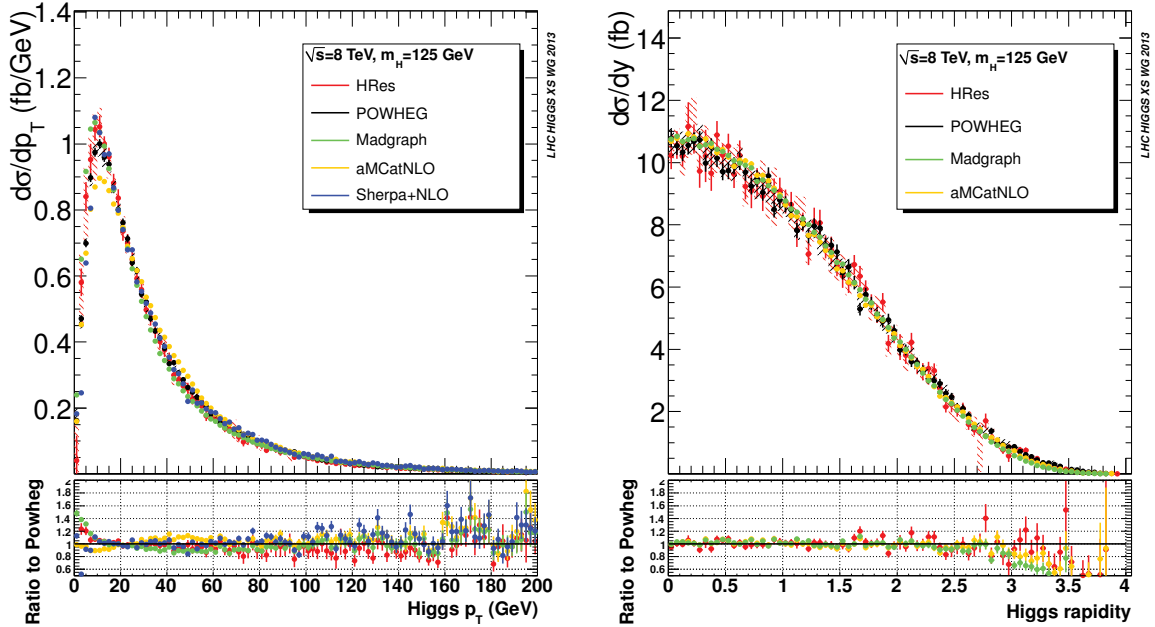 dσ/dp_T (fb/GeV)
1.4
1.2
1
0.8
0.6
0.4
0.2
√s=8 TeV, m_H=125 GeV
HRes
POWHEG
Madgraph
aMCatNLO
Sherpa+NLO
LHC HIGGS XS WG 2013
Ratio to Powheg
2
1.8
1.6
1.4
1.2
1
0.8
0.6
0 20 40 60 80 100 120 140 160 180 200
Higgs p_T (GeV)
dσ/dy (fb)
14
12
10
8
6
4
2
√s=8 TeV, m_H=125 GeV
HRes
POWHEG
Madgraph
aMCatNLO
LHC HIGGS XS WG 2013
Ratio to Powheg
2
1.8
1.6
1.4
1.2
1
0.8
0.6
0 0.5 1 1.5 2 2.5 3.0 3.5 4
Higgs rapidity